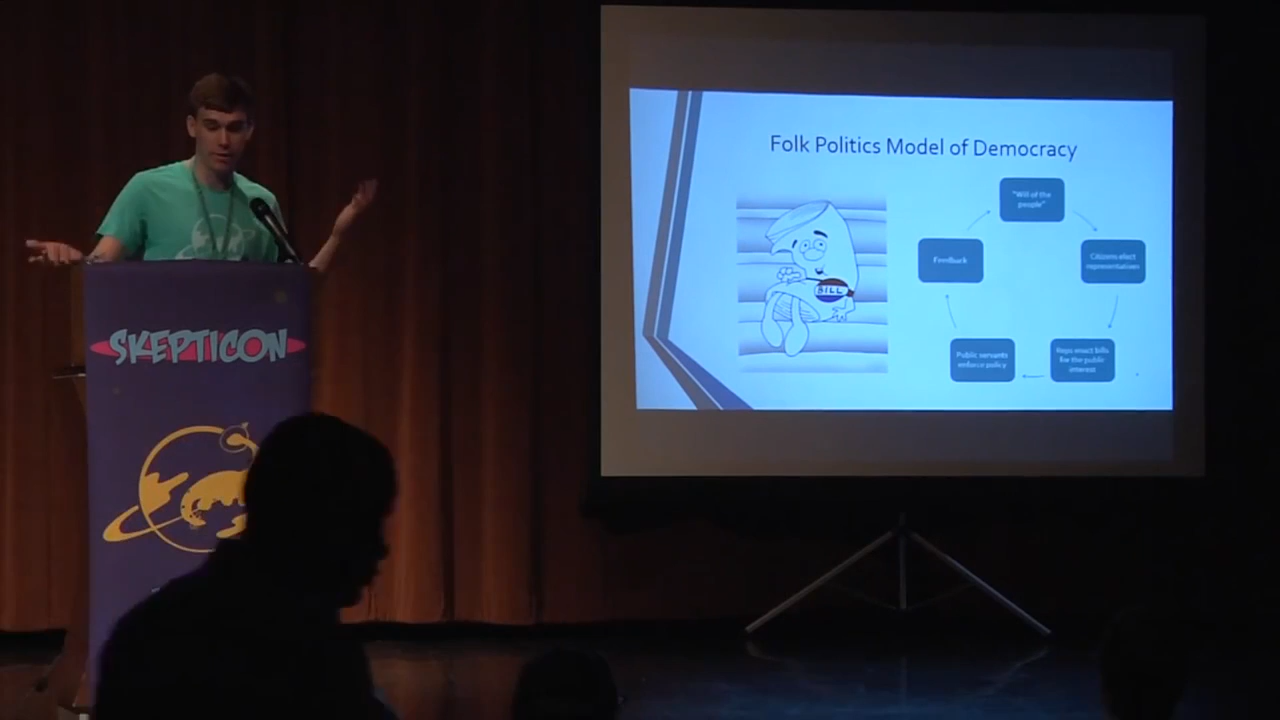 SKEPTICON
Folk Politics Model of Democracy
BILL
"Will of the
people"
Citizens elect
representatives
Reps enact bills
for the public
interest
Public servants
enforce policy
Feedback